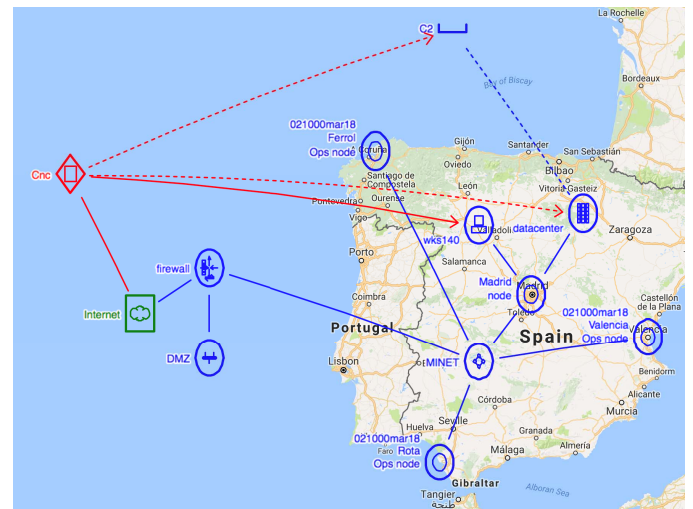 La Rochelle
C2
Bay of Biscay
Bordeaux
021000mar18
Ferrol
Ops node
Coruña
Gijón
Santander
San Sebastián
Oviedo
Bilbao
Cnc
Santiago de
Compostela
León
Vitoria-Gasteiz
Pontevedra
Ourense
Vigo
wks140
Valladolid
datacenter
Zaragoza
Porto
Salamanca
firewall
Madrid
node
Madrid
Castellón
de la Plana
Coimbra
Toledo
021000mar18
Valencia
Ops node
Valencia
Internet
Portugal
Spain
DMZ
Lisbon
MINET
Benidorm
Alicante
Córdoba
Murcia
Huelva
Seville
021000mar18
Rota
Ops node
Faro
Granada
Almería
Málaga
Gibraltar
Alboran Sea
Tangier
طنجة